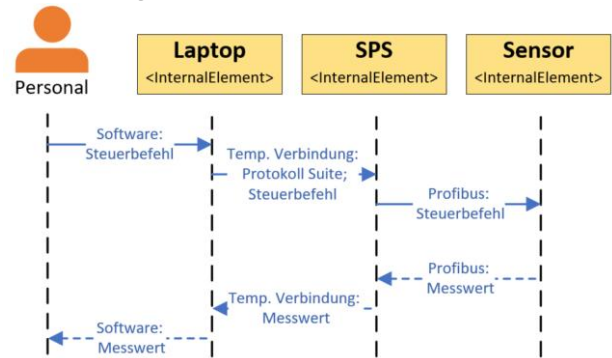 Personal
Laptop
<InternalElement>
SPS
<InternalElement>
Sensor
<InternalElement>
Software:
Steuerbefehl
Temp. Verbindung:
Protokoll Suite;
Steuerbefehl
Profibus:
Steuerbefehl
Profibus:
Messwert
Temp. Verbindung:
Messwert
Software:
Messwert